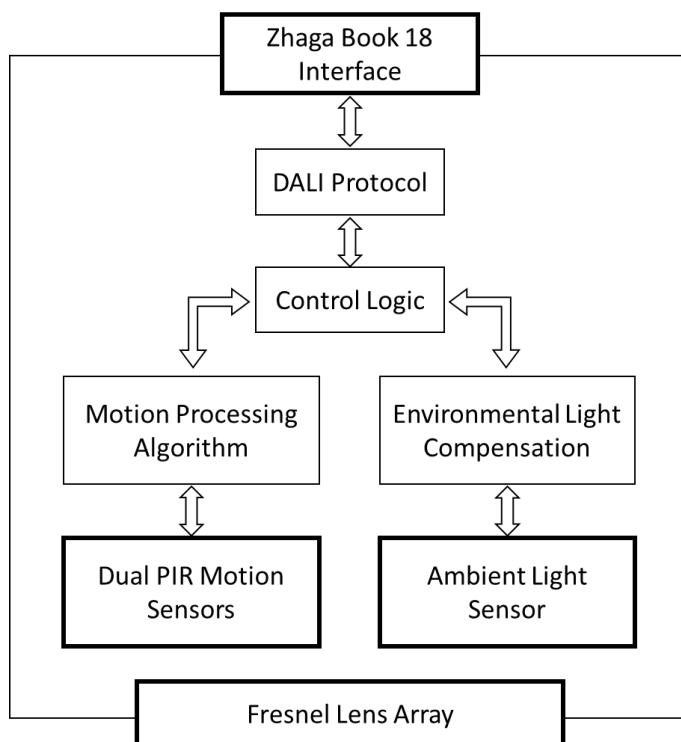 Zhaga Book 18
Interface
DALI Protocol
Control Logic
Motion Processing
Algorithm
Environmental Light
Compensation
Dual PIR Motion
Sensors
Ambient Light
Sensor
Fresnel Lens Array